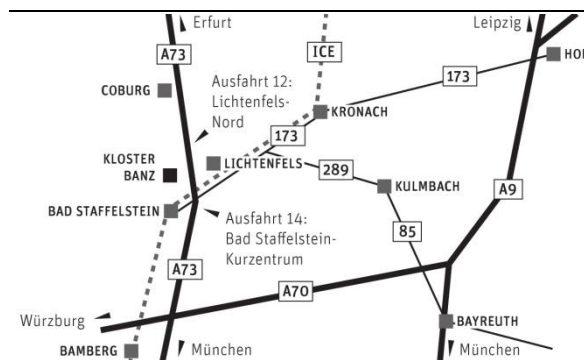 Erfurt
Leipzig
A73
ICE
HOF
173
COBURG
Ausfahrt 12:
Lichtenfels-
Nord
KRONACH
173
KLOSTER
BANZ
LICHTENFELS
289
KULMBACH
A9
BAD STAFFELSTEIN
Ausfahrt 14:
Bad Staffelstein-
Kurzentrum
85
A73
A70
Würzburg
BAYREUTH
BAMBERG
München
München